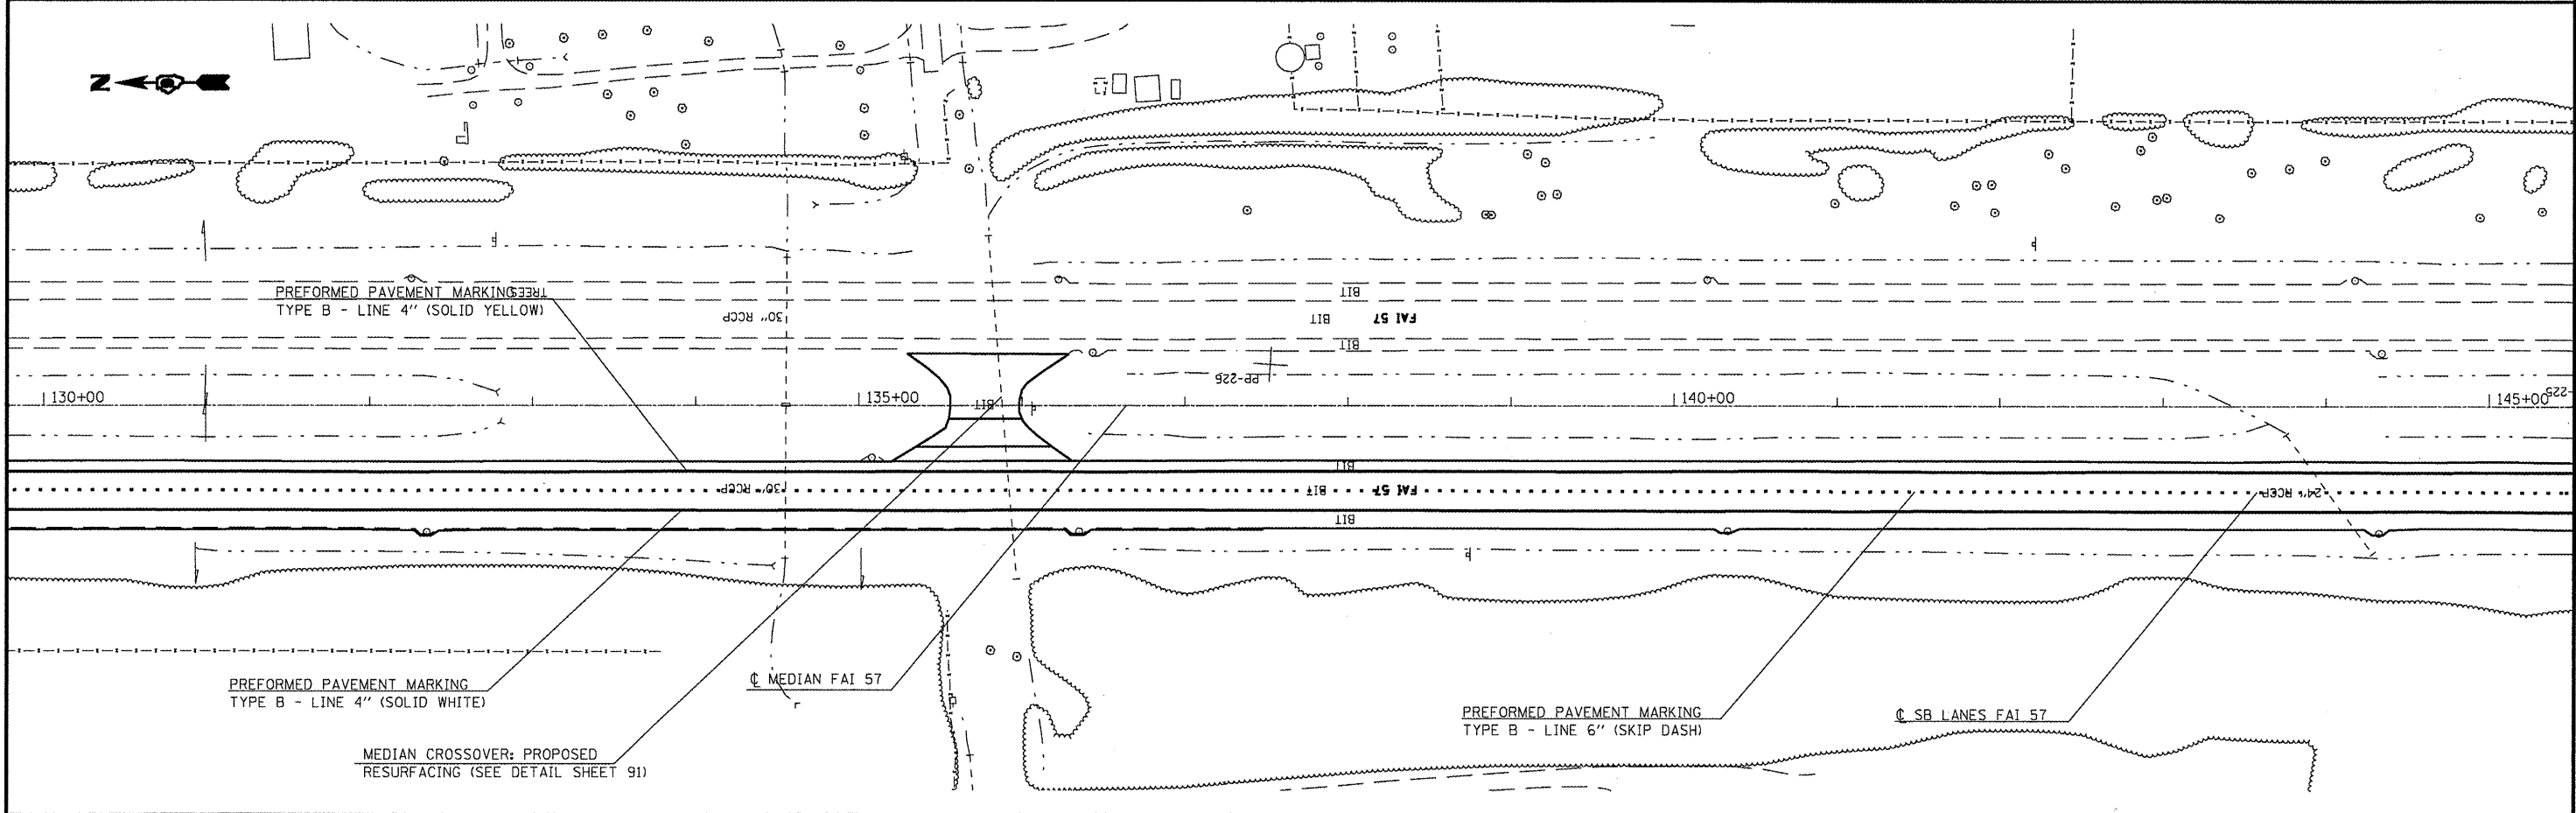 N
PREFORMED PAVEMENT MARKING
TREES
TYPE B - LINE 4" (SOLID YELLOW)
30" RCCP
BIT
BIT
FAI 57
BIT
PP-226
130+00
135+00
BIT
140+00
145+00
225
BIT
30" RCCP
BIT
FAI 57
24" RCCP
BIT
PREFORMED PAVEMENT MARKING
TYPE B - LINE 4" (SOLID WHITE)
℄ MEDIAN FAI 57
PREFORMED PAVEMENT MARKING
TYPE B - LINE 6" (SKIP DASH)
℄ SB LANES FAI 57
MEDIAN CROSSOVER: PROPOSED
RESURFACING (SEE DETAIL SHEET 91)